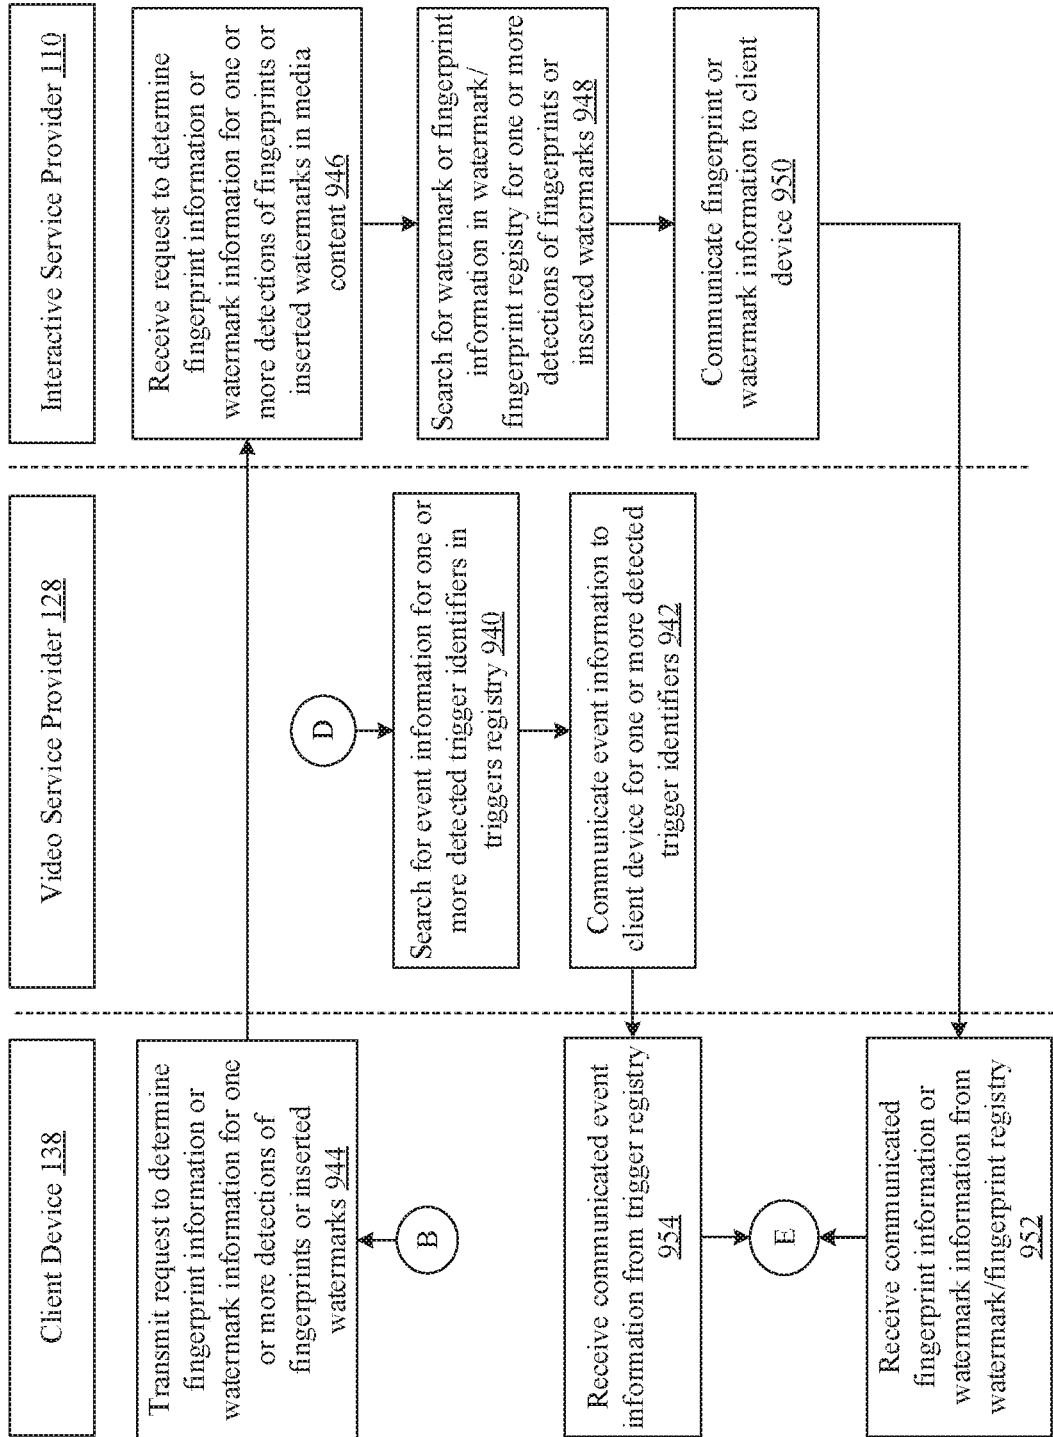 Client Device 138
Transmit request to determine
fingerprint information or
watermark information for one
or more detections of
fingerprints or inserted
watermarks 944
B
Receive communicated event
information from trigger registry
954
E
Receive communicated
fingerprint information or
watermark information from
watermark/fingerprint registry
952
Video Service Provider 128
D
Search for event information for one or
more detected trigger identifiers in
triggers registry 940
Communicate event information to
client device for one or more detected
trigger identifiers 942
Interactive Service Provider 110
Receive request to determine
fingerprint information or
watermark information for one or
more detections of fingerprints or
inserted watermarks in media
content 946
Search for watermark or fingerprint
information in watermark/
fingerprint registry for one or more
detections of fingerprints or
inserted watermarks 948
Communicate fingerprint or
watermark information to client
device 950